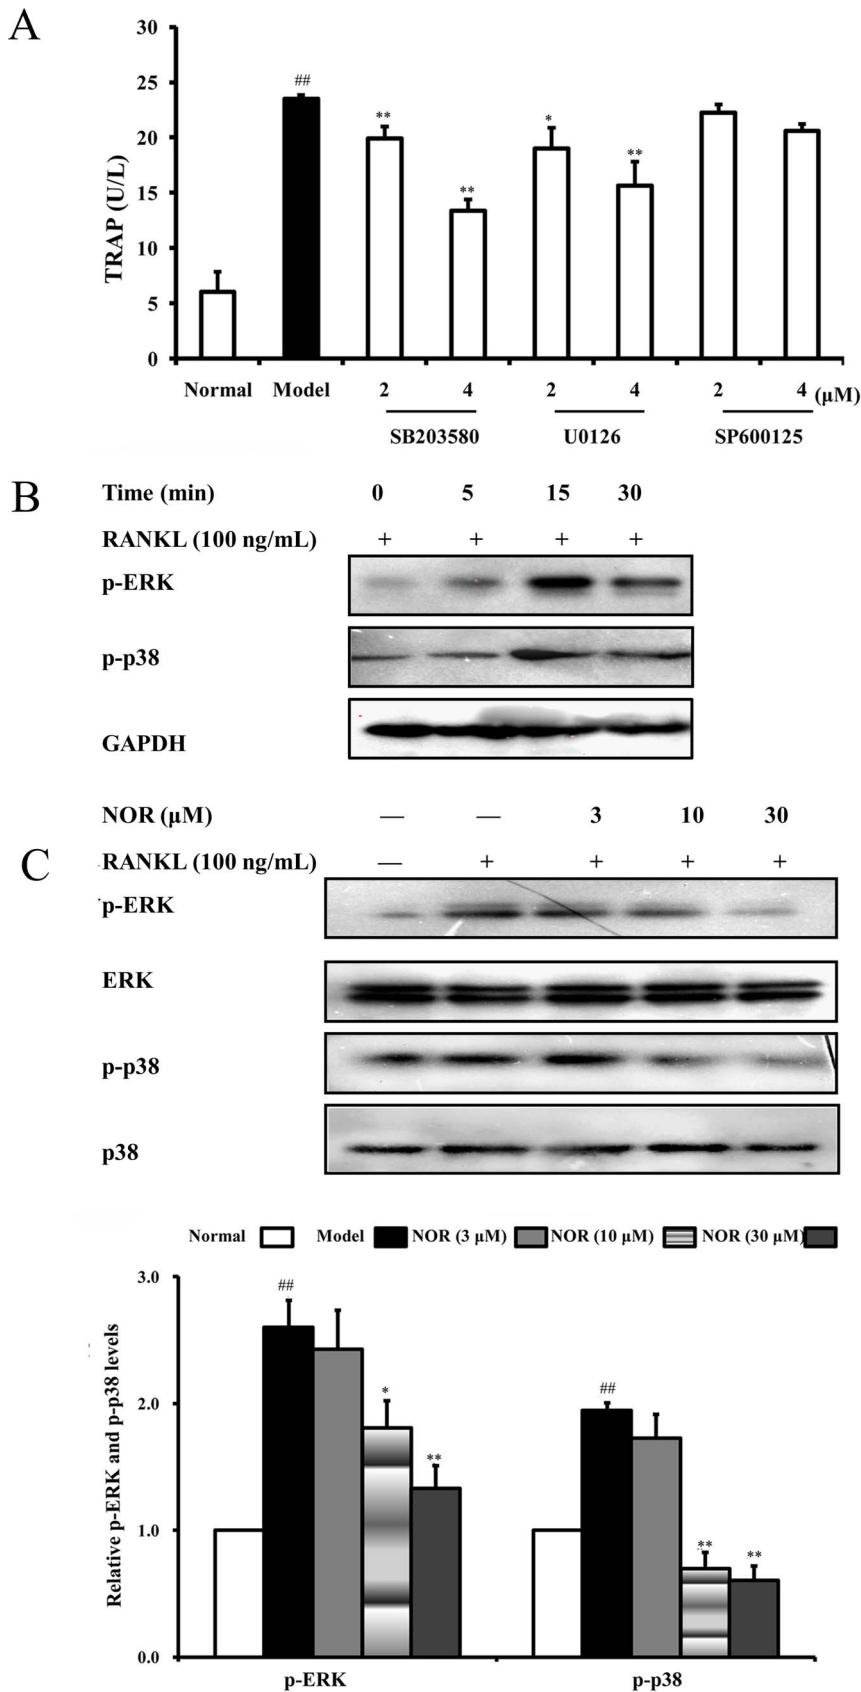 A
30
25
20
15
10
5
0
TRAP (U/L)
##
**
**
*
**
Normal Model 2 4 2 4 2 4 (μM)
SB203580 U0126 SP600125
B
Time (min) 0 5 15 30
RANKL (100 ng/mL) + + + +
p-ERK
p-p38
GAPDH
C
NOR (μM) — — 3 10 30
RANKL (100 ng/mL) — + + + +
p-ERK
ERK
p-p38
p38
Normal Model NOR (3 μM) NOR (10 μM) NOR (30 μM)
3.0
2.0
1.0
0.0
Relative p-ERK and p-p38 levels
##
*
**
##
**
**
p-ERK p-p38